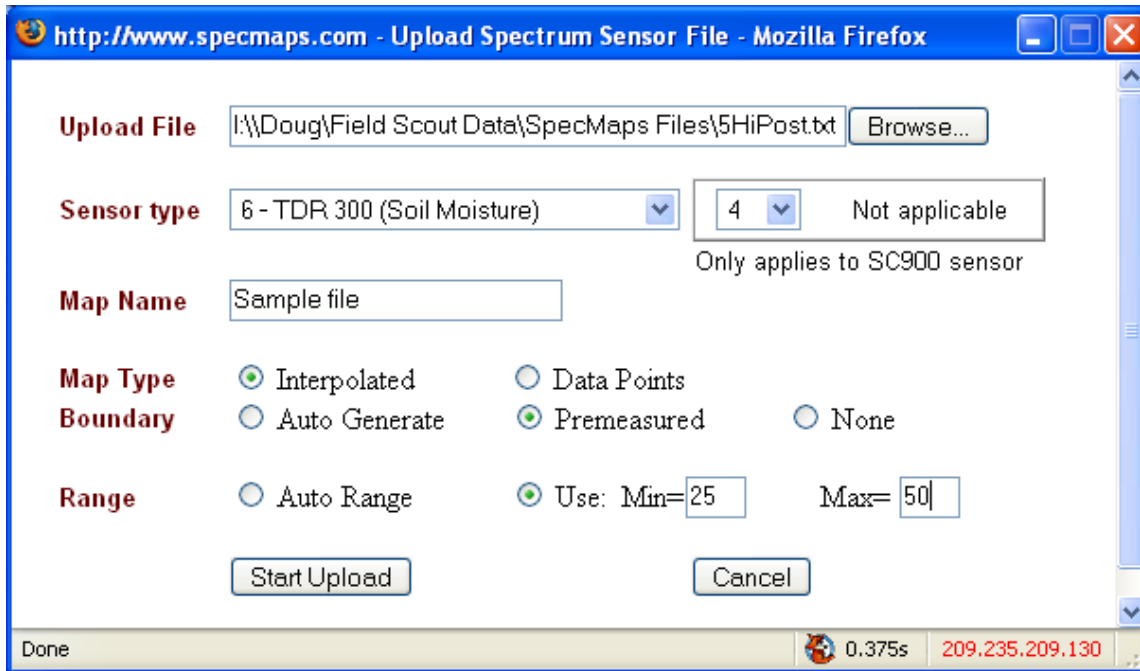 http://www.specmaps.com - Upload Spectrum Sensor File - Mozilla Firefox
Upload File I:\\Doug\Field Scout Data\SpecMaps Files\5HiPost.txt Browse...
Sensor type 6 - TDR 300 (Soil Moisture) 4 Not applicable
Only applies to SC900 sensor
Map Name Sample file
Map Type Interpolated Data Points
Boundary Auto Generate Premeasured None
Range Auto Range Use: Min= 25 Max= 50
Start Upload Cancel
Done 0.375s 209.235.209.130